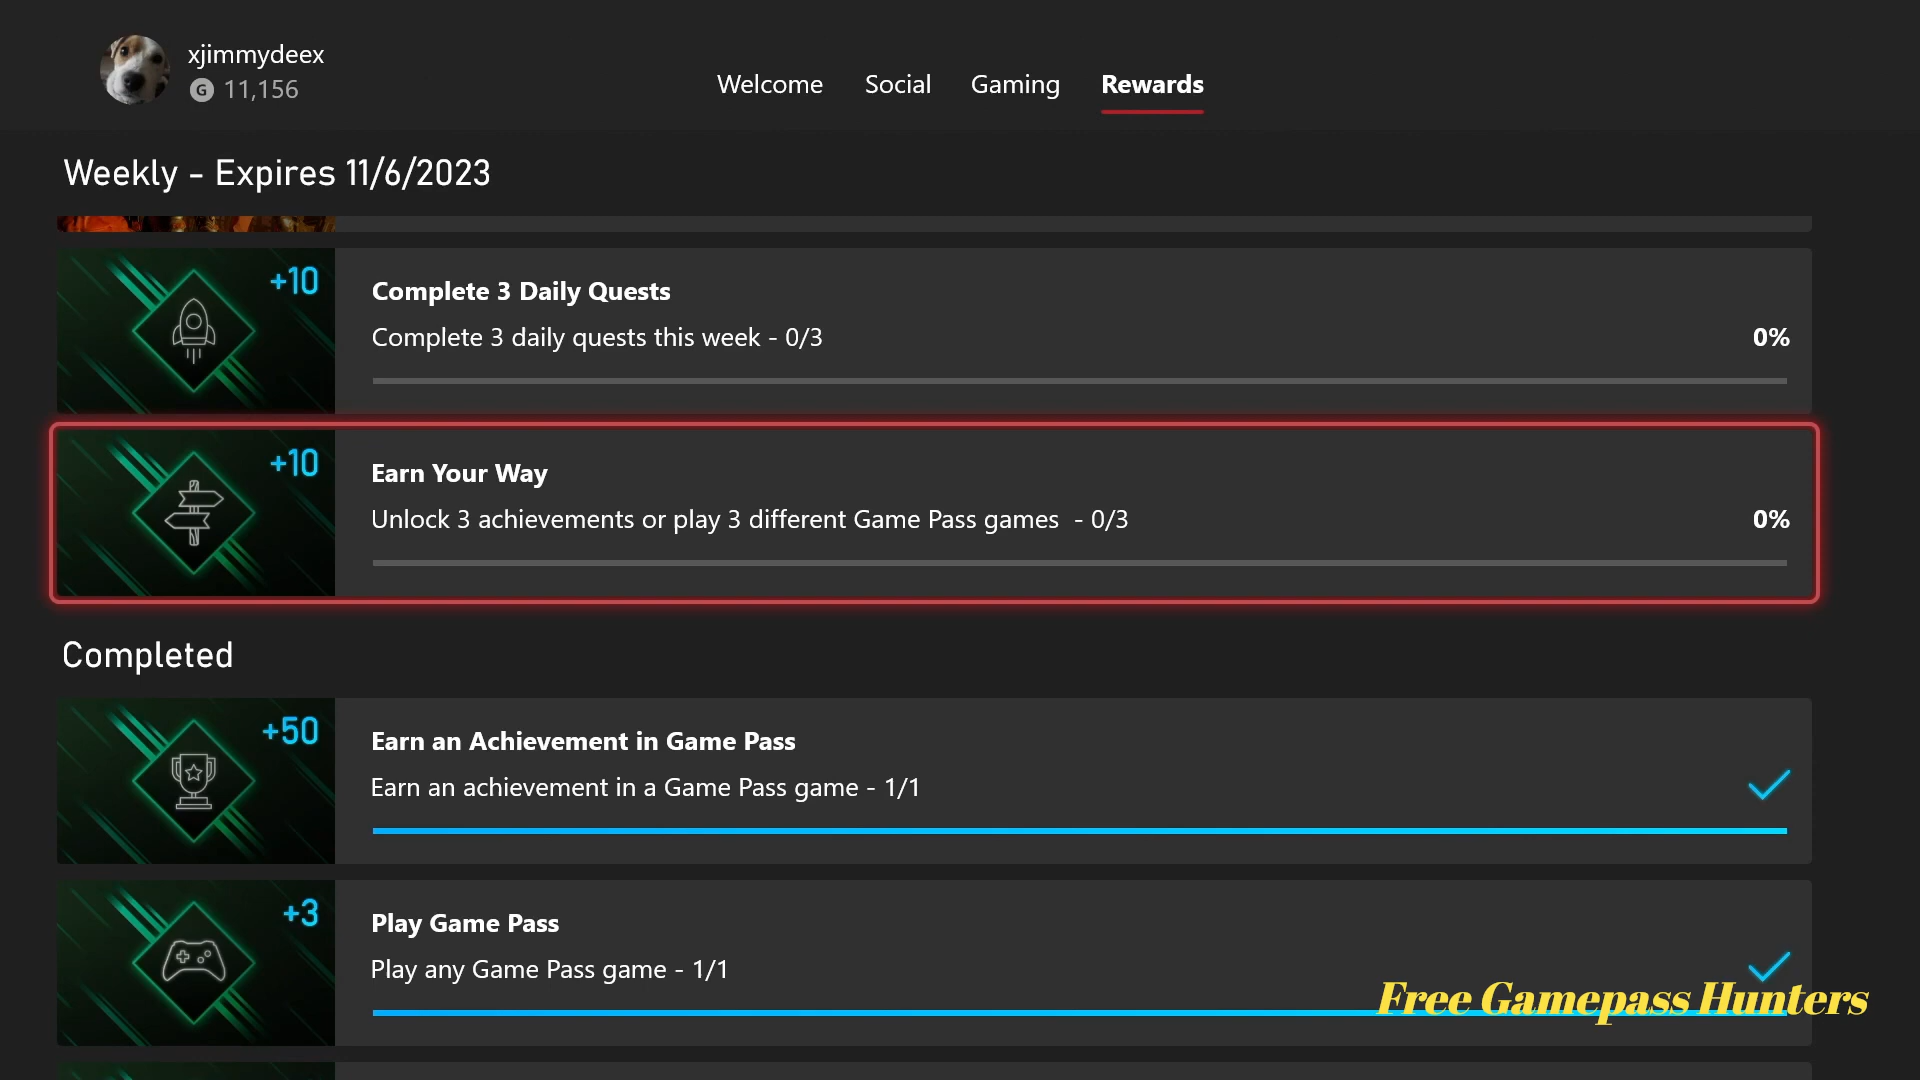 xjimmydeex
G 11,156
Welcome
Social
Gaming
Rewards
Weekly - Expires 11/6/2023
+10
Complete 3 Daily Quests
Complete 3 daily quests this week - 0/3
0%
+10
Earn Your Way
Unlock 3 achievements or play 3 different Game Pass games - 0/3
0%
Completed
+50
Earn an Achievement in Game Pass
Earn an achievement in a Game Pass game - 1/1
+3
Play Game Pass
Play any Game Pass game - 1/1
Free Gamepass Hunters